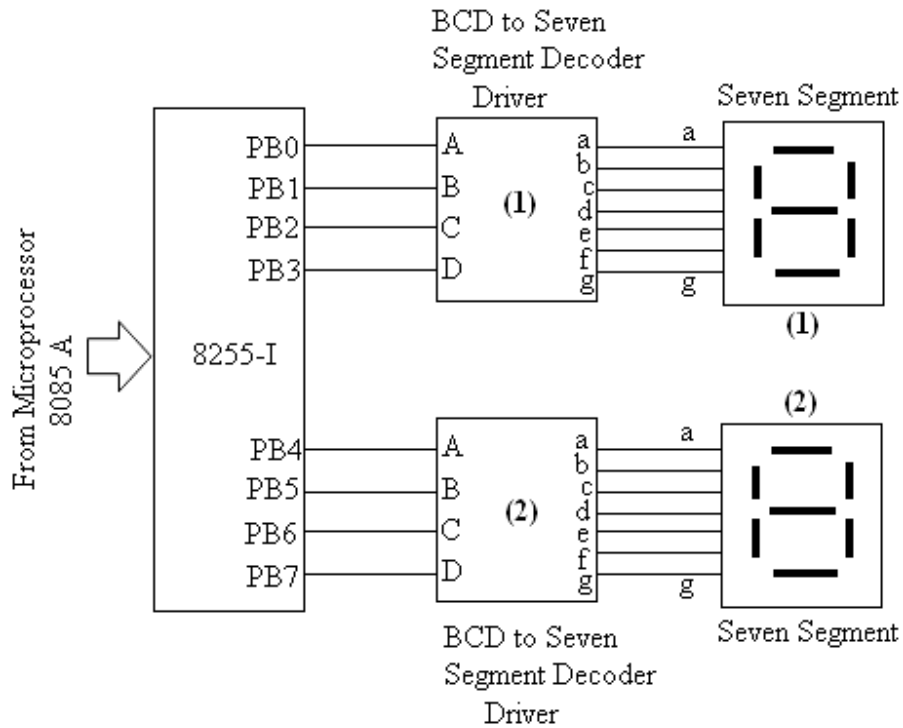 BCD to Seven
Segment Decoder
Driver
Seven Segment
From Microprocessor
8085 A
8255-I
PB0
PB1
PB2
PB3
PB4
PB5
PB6
PB7
A
B
C
D
(1)
a
b
c
d
e
f
g
a
g
(1)
A
B
C
D
(2)
a
b
c
d
e
f
g
a
g
(2)
Seven Segment
BCD to Seven
Segment Decoder
Driver